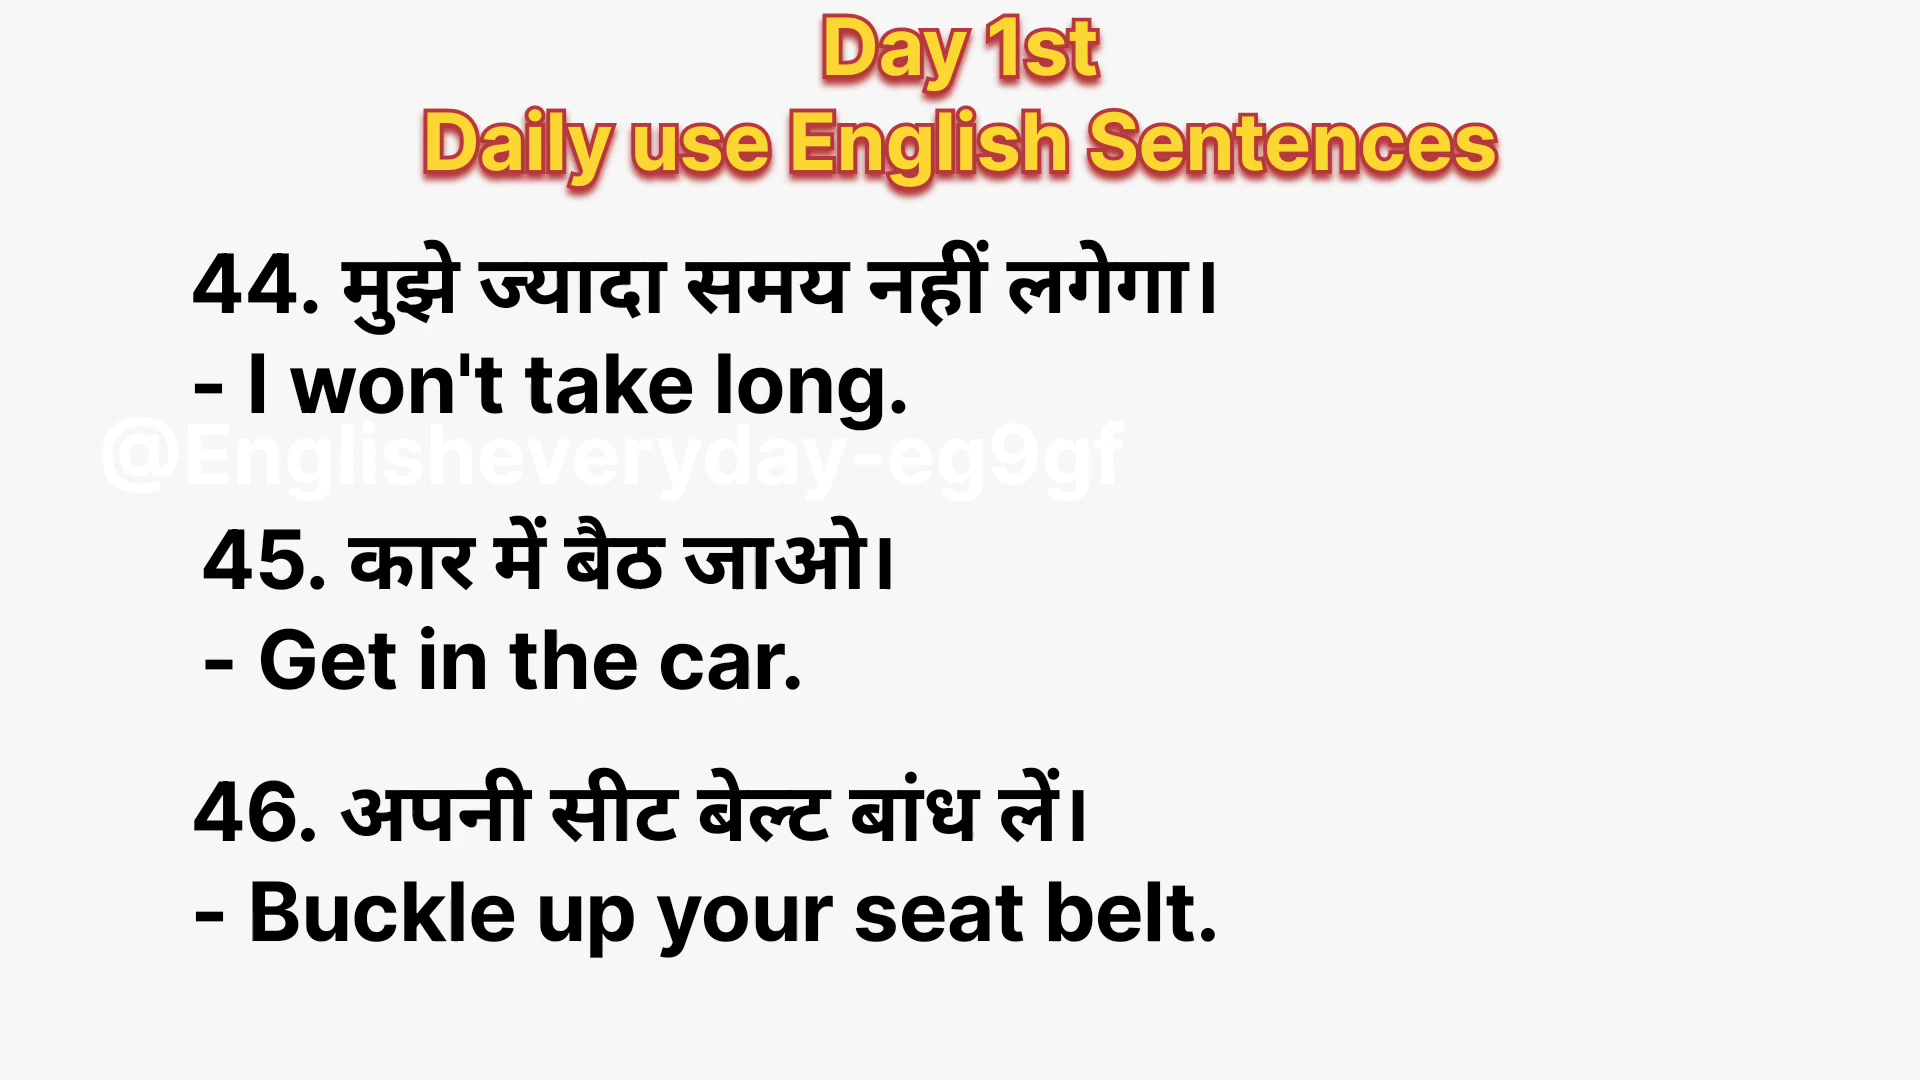 Day 1st
Daily use English Sentences
44. मुझे ज्यादा समय नहीं लगेगा।
- I won't take long.
@Englisheveryday-eg9gf
45. कार में बैठ जाओ।
- Get in the car.
46. अपनी सीट बेल्ट बांध लें।
- Buckle up your seat belt.